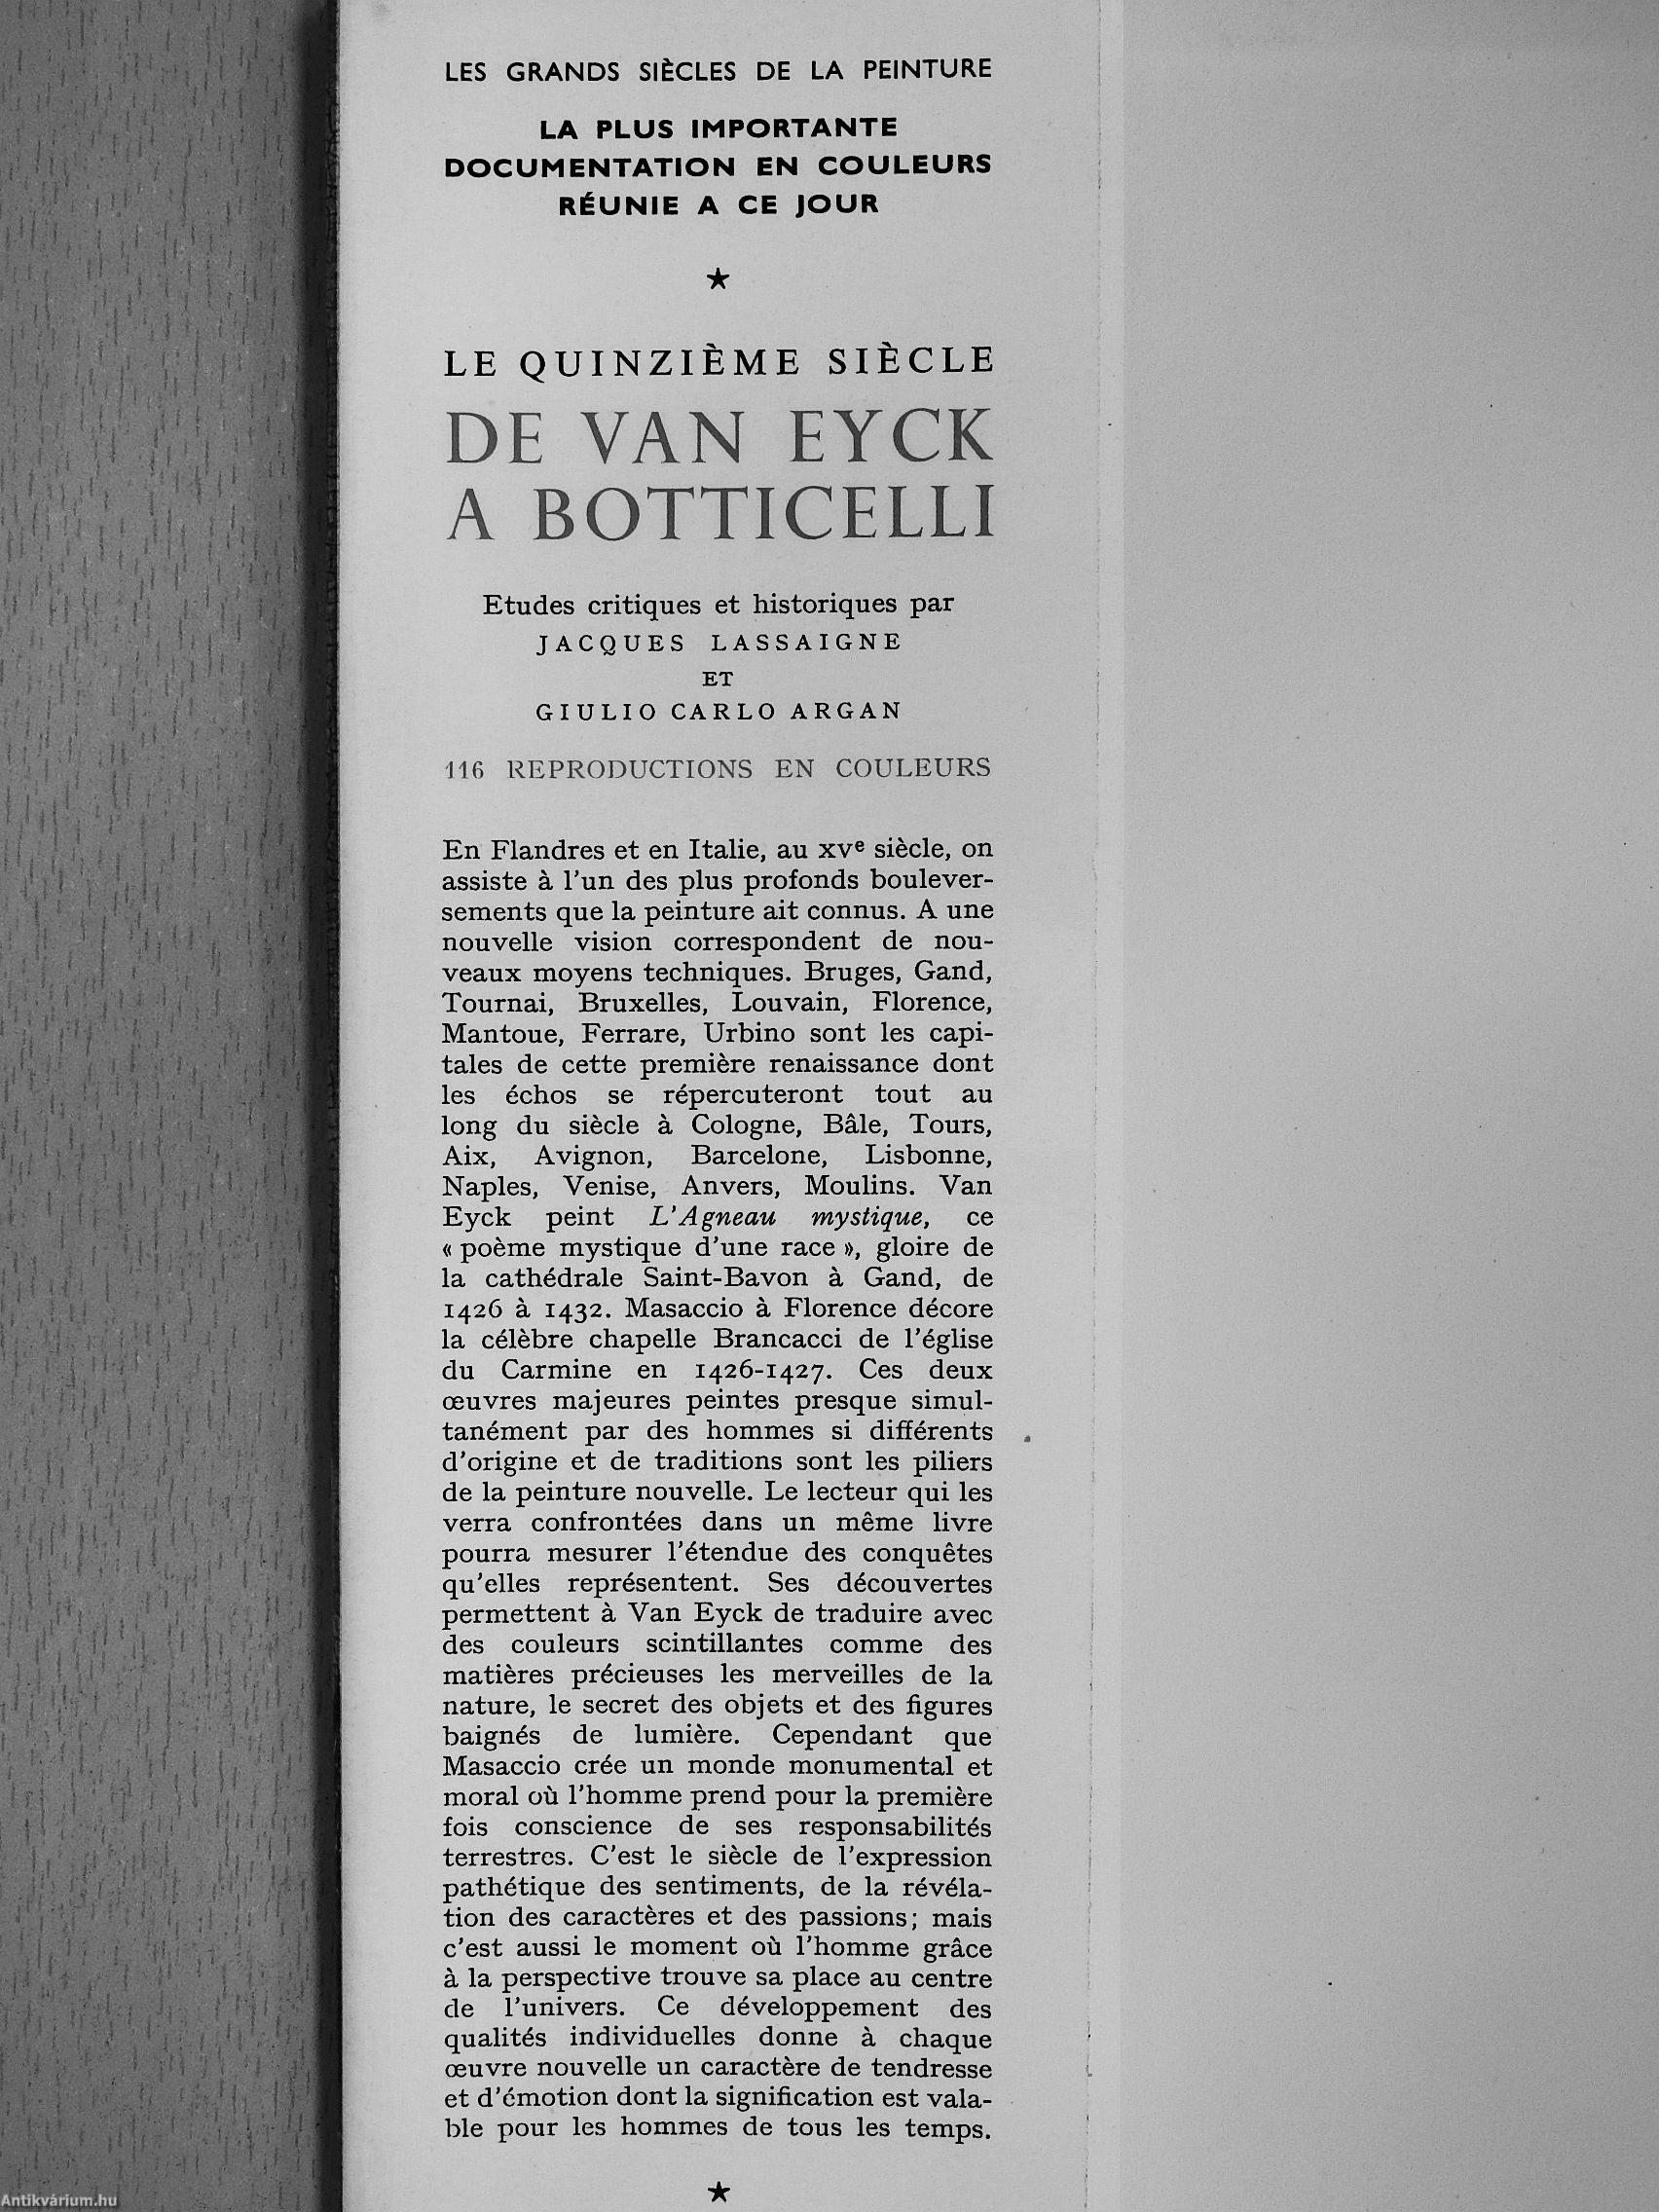 LES GRANDS SIÈCLES DE LA PEINTURE
LA PLUS IMPORTANTE
DOCUMENTATION EN COULEURS
RÉUNIE A CE JOUR
★
LE QUINZIÈME SIÈCLE
DE VAN EYCK
A BOTTICELLI
Etudes critiques et historiques par
JACQUES LASSAIGNE
ET
GIULIO CARLO ARGAN
116 REPRODUCTIONS EN COULEURS
En Flandres et en Italie, au XVe siècle, on
assiste à l'un des plus profonds boulever-
sements que la peinture ait connus. A une
nouvelle vision correspondent de nou-
veaux moyens techniques. Bruges, Gand,
Tournai, Bruxelles, Louvain, Florence,
Mantoue, Ferrare, Urbino sont les capi-
tales de cette première renaissance dont
les échos se répercuteront tout au
long du siècle à Cologne, Bâle, Tours,
Aix, Avignon, Barcelone, Lisbonne,
Naples, Venise, Anvers, Moulins. Van
Eyck peint L'Agneau mystique, ce
« poème mystique d'une race », gloire de
la cathédrale Saint-Bavon à Gand, de
1426 à 1432. Masaccio à Florence décore
la célèbre chapelle Brancacci de l'église
du Carmine en 1426-1427. Ces deux
œuvres majeures peintes presque simul-
tanément par des hommes si différents
d'origine et de traditions sont les piliers
de la peinture nouvelle. Le lecteur qui les
verra confrontées dans un même livre
pourra mesurer l'étendue des conquêtes
qu'elles représentent. Ses découvertes
permettent à Van Eyck de traduire avec
des couleurs scintillantes comme des
matières précieuses les merveilles de la
nature, le secret des objets et des figures
baignés de lumière. Cependant que
Masaccio crée un monde monumental et
moral où l'homme prend pour la première
fois conscience de ses responsabilités
terrestres. C'est le siècle de l'expression
pathétique des sentiments, de la révéla-
tion des caractères et des passions; mais
c'est aussi le moment où l'homme grâce
à la perspective trouve sa place au centre
de l'univers. Ce développement des
qualités individuelles donne à chaque
œuvre nouvelle un caractère de tendresse
et d'émotion dont la signification est vala-
ble pour les hommes de tous les temps.
★
Antikvárium.hu